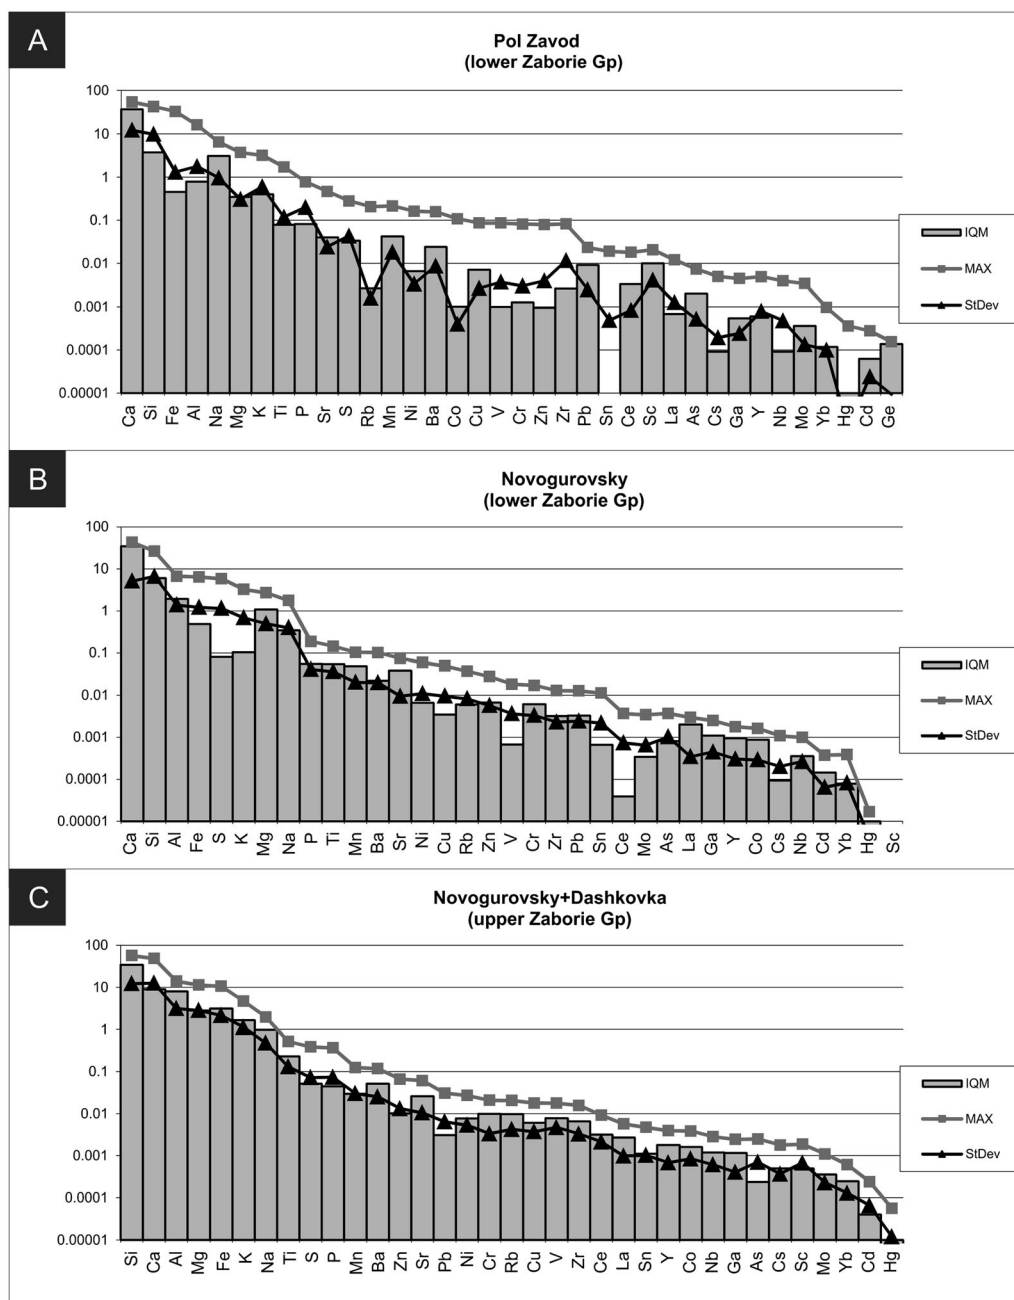 A
Pol Zavod
(lower Zaborie Gp)
100
10
1
0.1
0.01
0.001
0.0001
0.00001
Ca Si Fe Al Na Mg K Ti P Sr S Rb Mn Ni Ba Co Cu V Cr Zn Zr Pb Sn Ce Sc La As Cs Ga Y Nb Mo Yb Hg Cd Ge
IQM
MAX
StDev
B
Novogurovsky
(lower Zaborie Gp)
100
10
1
0.1
0.01
0.001
0.0001
0.00001
Ca Si Al Fe S K Mg Na P Ti Mn Ba Sr Ni Cu Rb Zn V Cr Zr Pb Sn Ce Mo As La Ga Y Co Cs Nb Cd Yb Hg Sc
IQM
MAX
StDev
C
Novogurovsky+Dashkovka
(upper Zaborie Gp)
100
10
1
0.1
0.01
0.001
0.0001
0.00001
Si Ca Al Mg Fe K Na Ti S P Mn Ba Zn Sr Pb Ni Cr Rb Cu V Zr Ce La Sn Y Co Nb Ga As Cs Sc Mo Yb Cd Hg
IQM
MAX
StDev